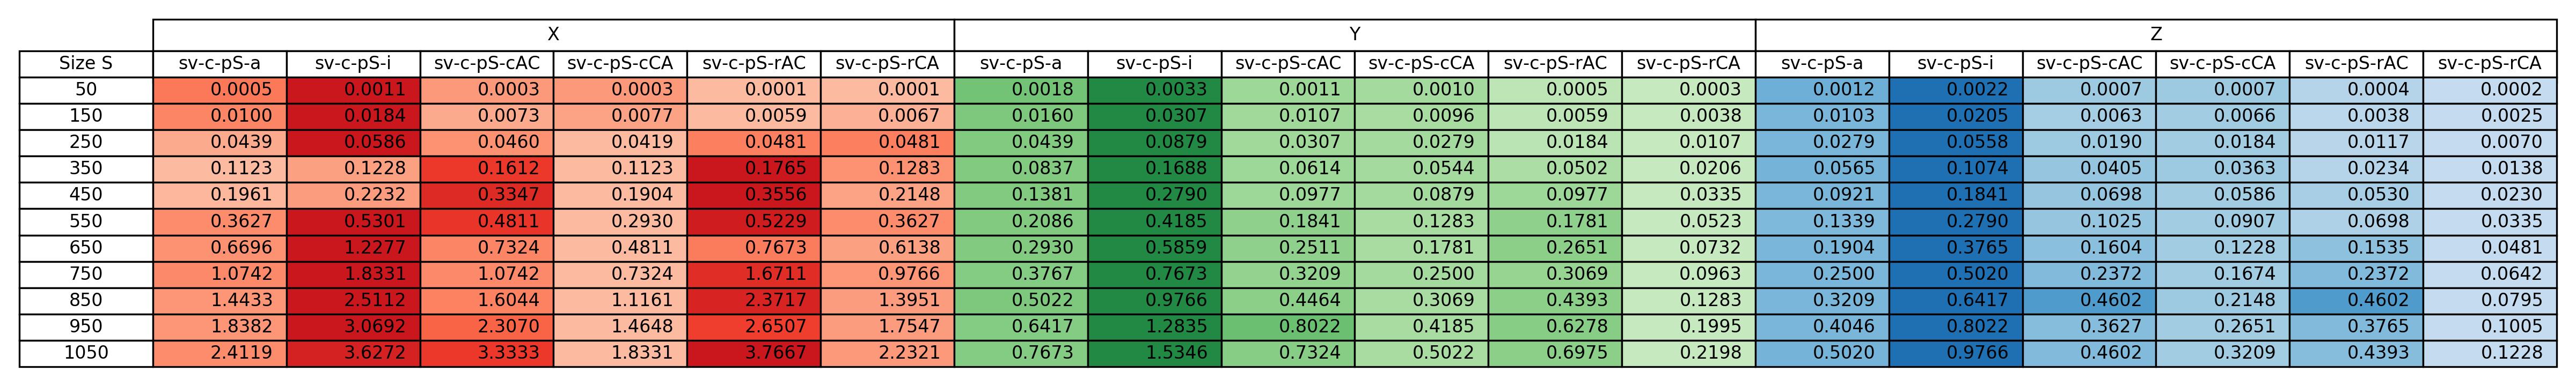 X Y Z
Size S sv-c-pS-a sv-c-pS-i sv-c-pS-cAC sv-c-pS-cCA sv-c-pS-rAC sv-c-pS-rCA sv-c-pS-a sv-c-pS-i sv-c-pS-cAC sv-c-pS-cCA sv-c-pS-rAC sv-c-pS-rCA sv-c-pS-a sv-c-pS-i sv-c-pS-cAC sv-c-pS-cCA sv-c-pS-rAC sv-c-pS-rCA
50 0.0005 0.0011 0.0003 0.0003 0.0001 0.0001 0.0018 0.0033 0.0011 0.0010 0.0005 0.0003 0.0012 0.0022 0.0007 0.0007 0.0004 0.0002
150 0.0100 0.0184 0.0073 0.0077 0.0059 0.0067 0.0160 0.0307 0.0107 0.0096 0.0059 0.0038 0.0103 0.0205 0.0063 0.0066 0.0038 0.0025
250 0.0439 0.0586 0.0460 0.0419 0.0481 0.0481 0.0439 0.0879 0.0307 0.0279 0.0184 0.0107 0.0279 0.0558 0.0190 0.0184 0.0117 0.0070
350 0.1123 0.1228 0.1612 0.1123 0.1765 0.1283 0.0837 0.1688 0.0614 0.0544 0.0502 0.0206 0.0565 0.1074 0.0405 0.0363 0.0234 0.0138
450 0.1961 0.2232 0.3347 0.1904 0.3556 0.2148 0.1381 0.2790 0.0977 0.0879 0.0977 0.0335 0.0921 0.1841 0.0698 0.0586 0.0530 0.0230
550 0.3627 0.5301 0.4811 0.2930 0.5229 0.3627 0.2086 0.4185 0.1841 0.1283 0.1781 0.0523 0.1339 0.2790 0.1025 0.0907 0.0698 0.0335
650 0.6696 1.2277 0.7324 0.4811 0.7673 0.6138 0.2930 0.5859 0.2511 0.1781 0.2651 0.0732 0.1904 0.3765 0.1604 0.1228 0.1535 0.0481
750 1.0742 1.8331 1.0742 0.7324 1.6711 0.9766 0.3767 0.7673 0.3209 0.2500 0.3069 0.0963 0.2500 0.5020 0.2372 0.1674 0.2372 0.0642
850 1.4433 2.5112 1.6044 1.1161 2.3717 1.3951 0.5022 0.9766 0.4464 0.3069 0.4393 0.1283 0.3209 0.6417 0.4602 0.2148 0.4602 0.0795
950 1.8382 3.0692 2.3070 1.4648 2.6507 1.7547 0.6417 1.2835 0.8022 0.4185 0.6278 0.1995 0.4046 0.8022 0.3627 0.2651 0.3765 0.1005
1050 2.4119 3.6272 3.3333 1.8331 3.7667 2.2321 0.7673 1.5346 0.7324 0.5022 0.6975 0.2198 0.5020 0.9766 0.4602 0.3209 0.4393 0.1228